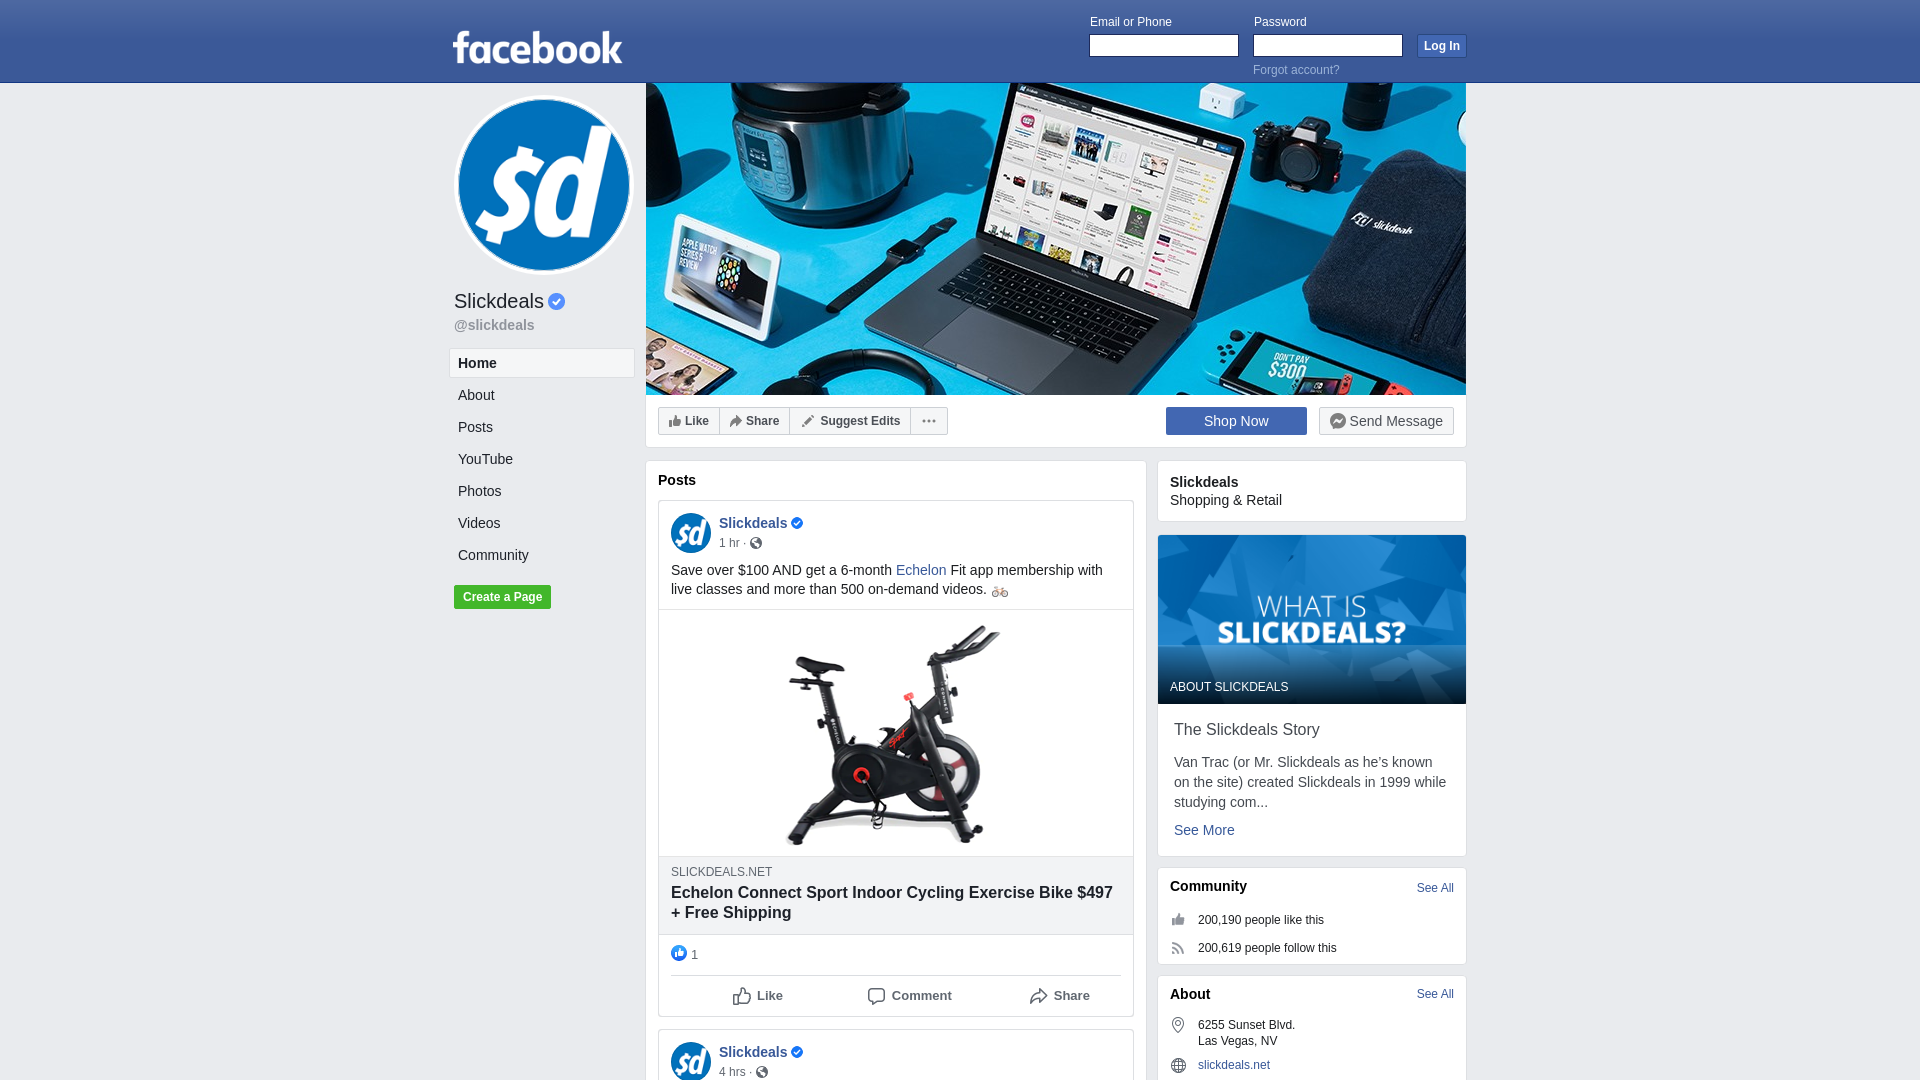 facebook
Email or Phone
Password
Log In
Forgot account?
$d
Slickdeals
@slickdeals
Home
About
Posts
YouTube
Photos
Videos
Community
Create a Page
APPLE WATCH
SERIES 5
REVIEW
slickdeals
DON'T PAY
$300
Like
Share
Suggest Edits
Shop Now
Send Message
Posts
$d
Slickdeals
1 hr ·
Save over $100 AND get a 6-month Echelon Fit app membership with
live classes and more than 500 on-demand videos.
SLICKDEALS.NET
Echelon Connect Sport Indoor Cycling Exercise Bike $497
+ Free Shipping
1
Like
Comment
Share
$d
Slickdeals
4 hrs ·
Slickdeals
Shopping & Retail
WHAT IS
SLICKDEALS?
ABOUT SLICKDEALS
The Slickdeals Story
Van Trac (or Mr. Slickdeals as he’s known
on the site) created Slickdeals in 1999 while
studying com...
See More
Community
See All
200,190 people like this
200,619 people follow this
About
See All
6255 Sunset Blvd.
Las Vegas, NV
slickdeals.net